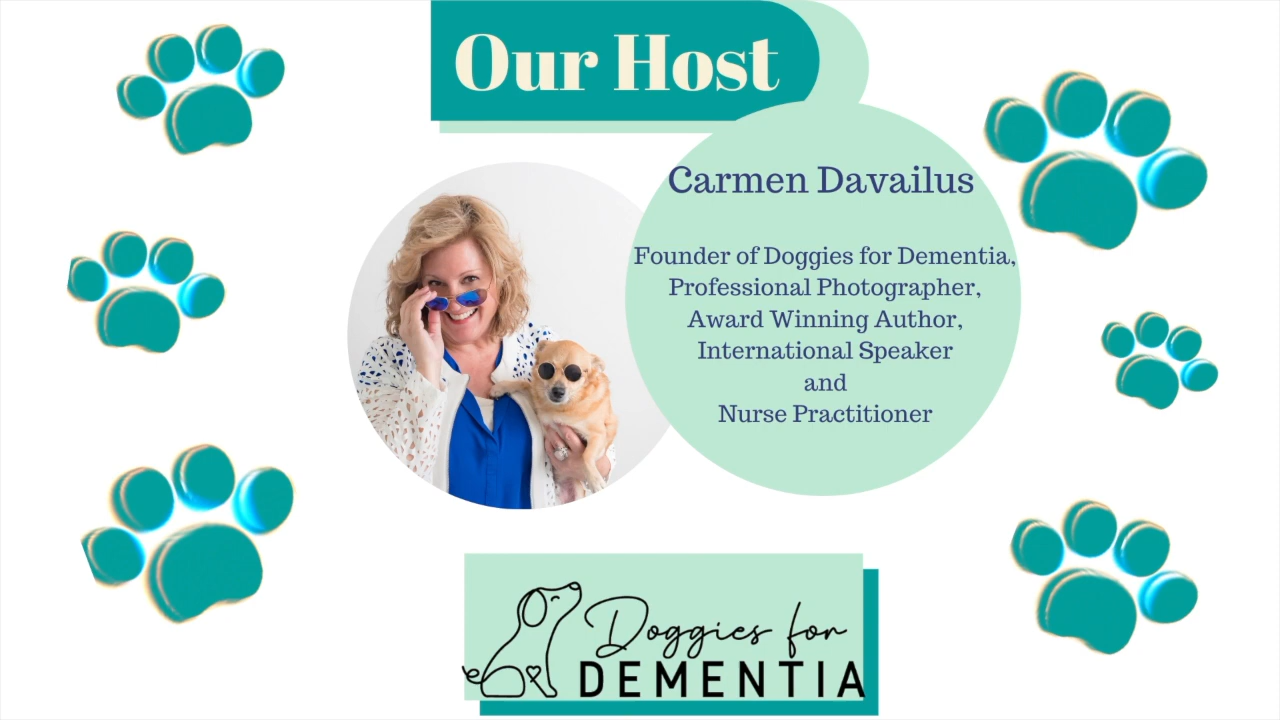 Our Host
Carmen Davailus
Founder of Doggies for Dementia,
Professional Photographer,
Award Winning Author,
International Speaker
and
Nurse Practitioner
Doggies for
DEMENTIA